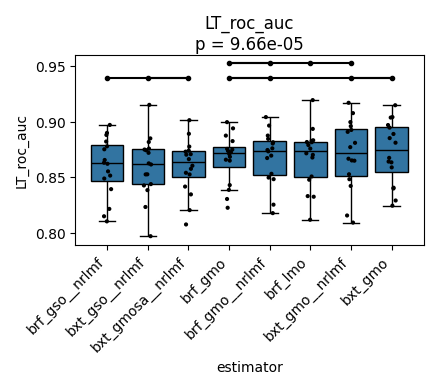 LT_roc_auc
p = 9.66e-05
LT_roc_auc
0.95
0.90
0.85
0.80
brf_gso__nrlmf
bxt_gso__nrlmf
bxt_gmosa__nrlmf
brf_gmo
brf_gmo__nrlmf
brf_lmo
bxt_gmo__nrlmf
bxt_gmo
estimator